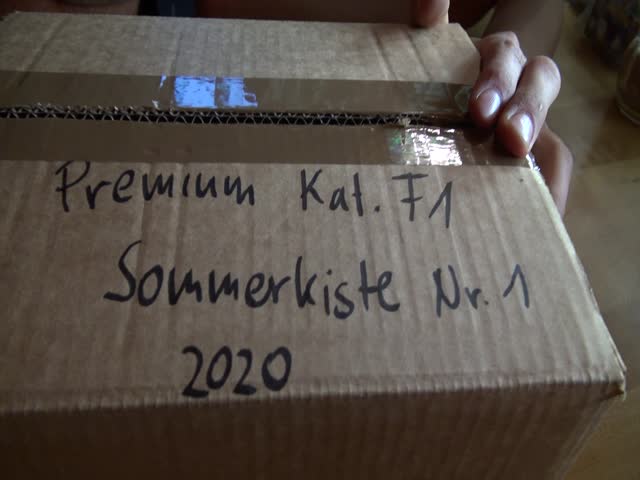 Premium Kat. F1
Sommerkiste Nr. 1
2020